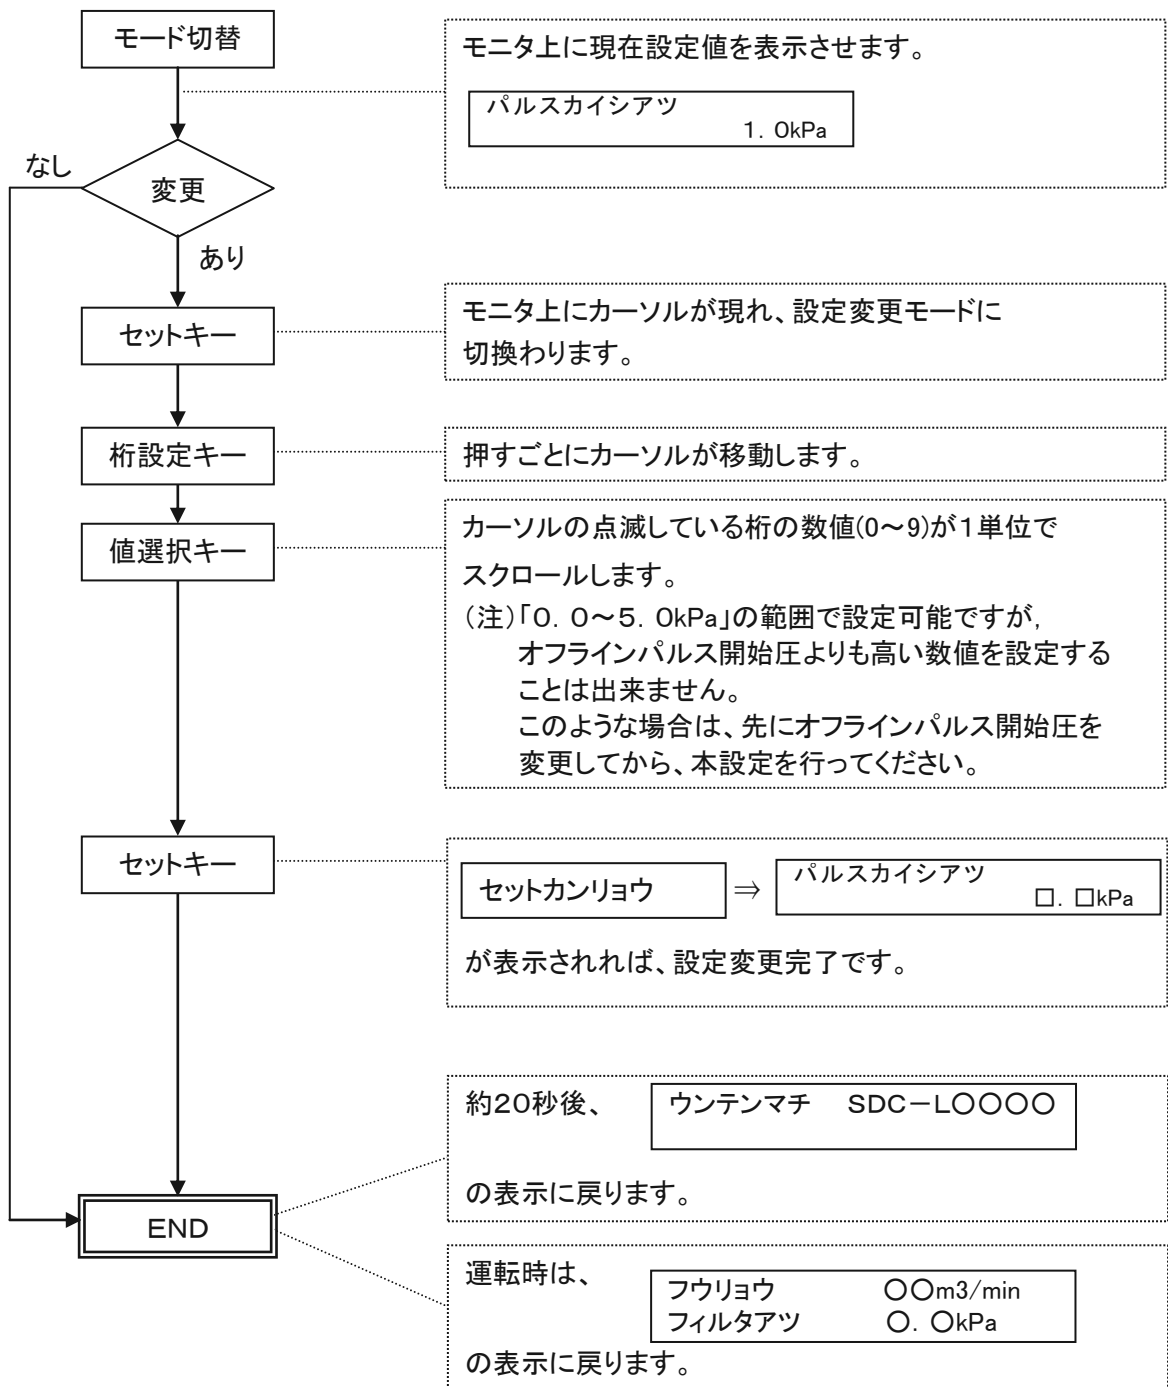 モード切替
モニタ上に現在設定値を表示させます。
パルスカイシアツ
1．0kPa
なし
変更
あり
セットキー
モニタ上にカーソルが現れ、設定変更モードに
切換わります。
桁設定キー
押すごとにカーソルが移動します。
値選択キー
カーソルの点滅している桁の数値(0～9)が１単位で
スクロールします。
（注）「０．０～５．０kPa」の範囲で設定可能ですが，
オフラインパルス開始圧よりも高い数値を設定する
ことは出来ません。
このような場合は、先にオフラインパルス開始圧を
変更してから、本設定を行ってください。
セットキー
セットカンリョウ ⇒ パルスカイシアツ
□．□kPa
が表示されれば、設定変更完了です。
約２０秒後、 ウンテンマチ　ＳＤＣ－Ｌ○○○○
の表示に戻ります。
ＥＮＤ
運転時は、
フウリョウ　○○m3/min
フィルタアツ　○．○kPa
の表示に戻ります。